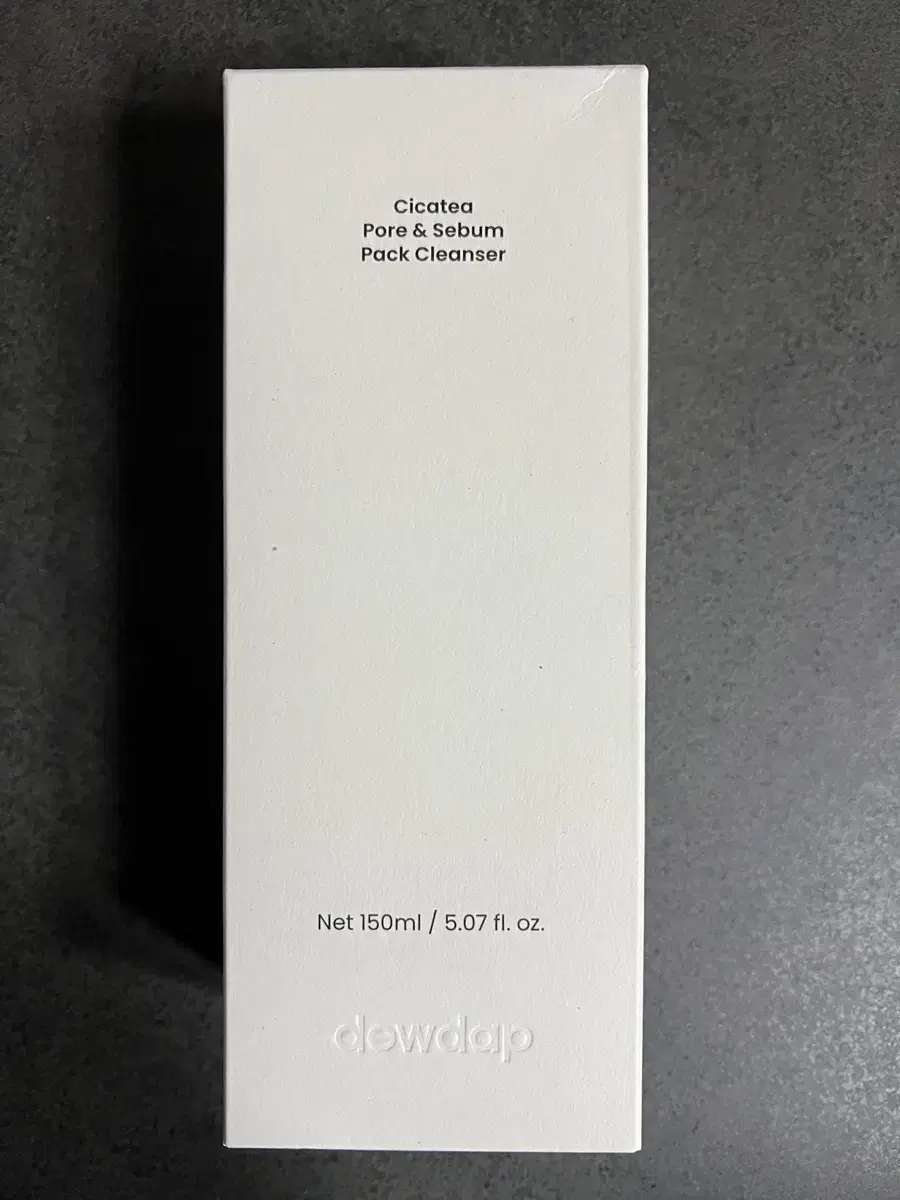 Cicatea
Pore & Sebum
Pack Cleanser
Net 150ml / 5.07 fl. oz.
dewdap